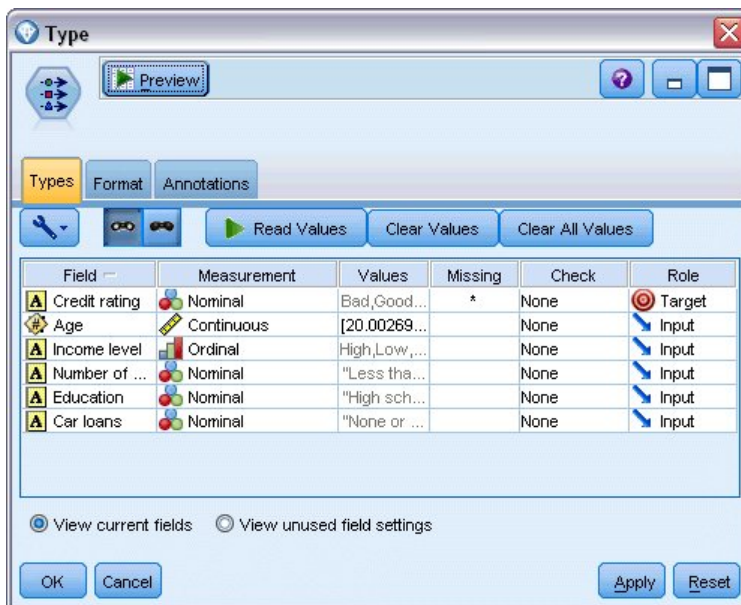 Type
Preview
Types Format Annotations
Read Values Clear Values Clear All Values
Field Measurement Values Missing Check Role
A Credit rating Nominal Bad,Good... * None Target
# Age Continuous [20.00269... None Input
A Income level Ordinal High,Low,... None Input
A Number of ... Nominal "Less tha... None Input
A Education Nominal "High sch... None Input
A Car loans Nominal "None or ... None Input
View current fields View unused field settings
OK Cancel Apply Reset